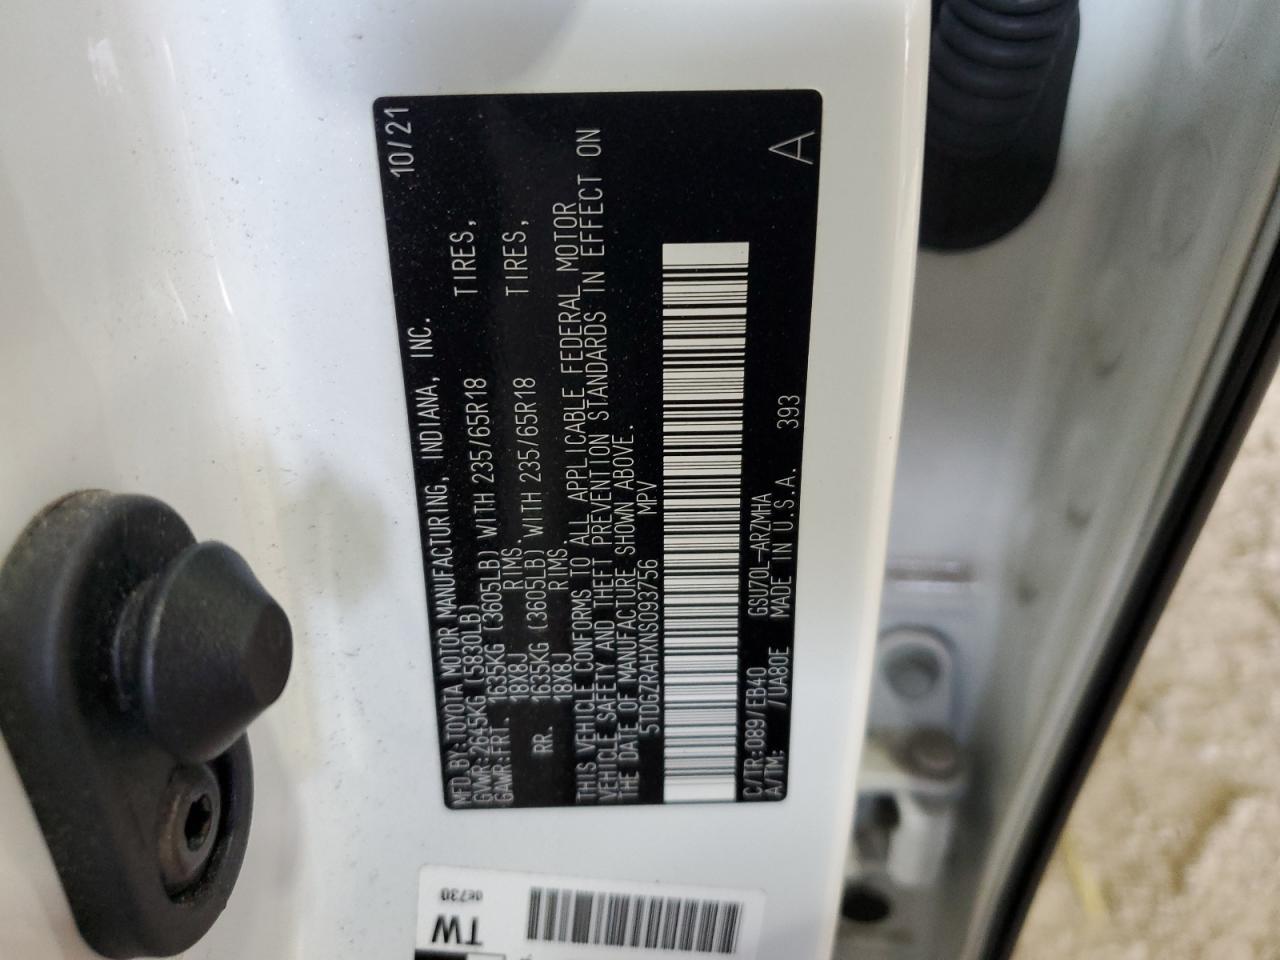 MFD BY: TOYOTA MOTOR MANUFACTURING, INDIANA, INC. 10/21
GVWR: 2645KG (5830LB)
GAWR: FRT. 1635KG (3605LB) WITH 235/65R18 TIRES,
18X8J RIMS.
RR. 1635KG (3605LB) WITH 235/65R18 TIRES,
18X8J RIMS
THIS VEHICLE CONFORMS TO ALL APPLICABLE FEDERAL MOTOR
VEHICLE SAFETY AND THEFT PREVENTION STANDARDS IN EFFECT ON
THE DATE OF MANUFACTURE SHOWN ABOVE.
5TDGZRAHXNS093756 MPV
C/TR: 089/EB40 GSU70L-ARZMHA
A/TM: /UA80E MADE IN U.S.A. 393 A
TW
0E730